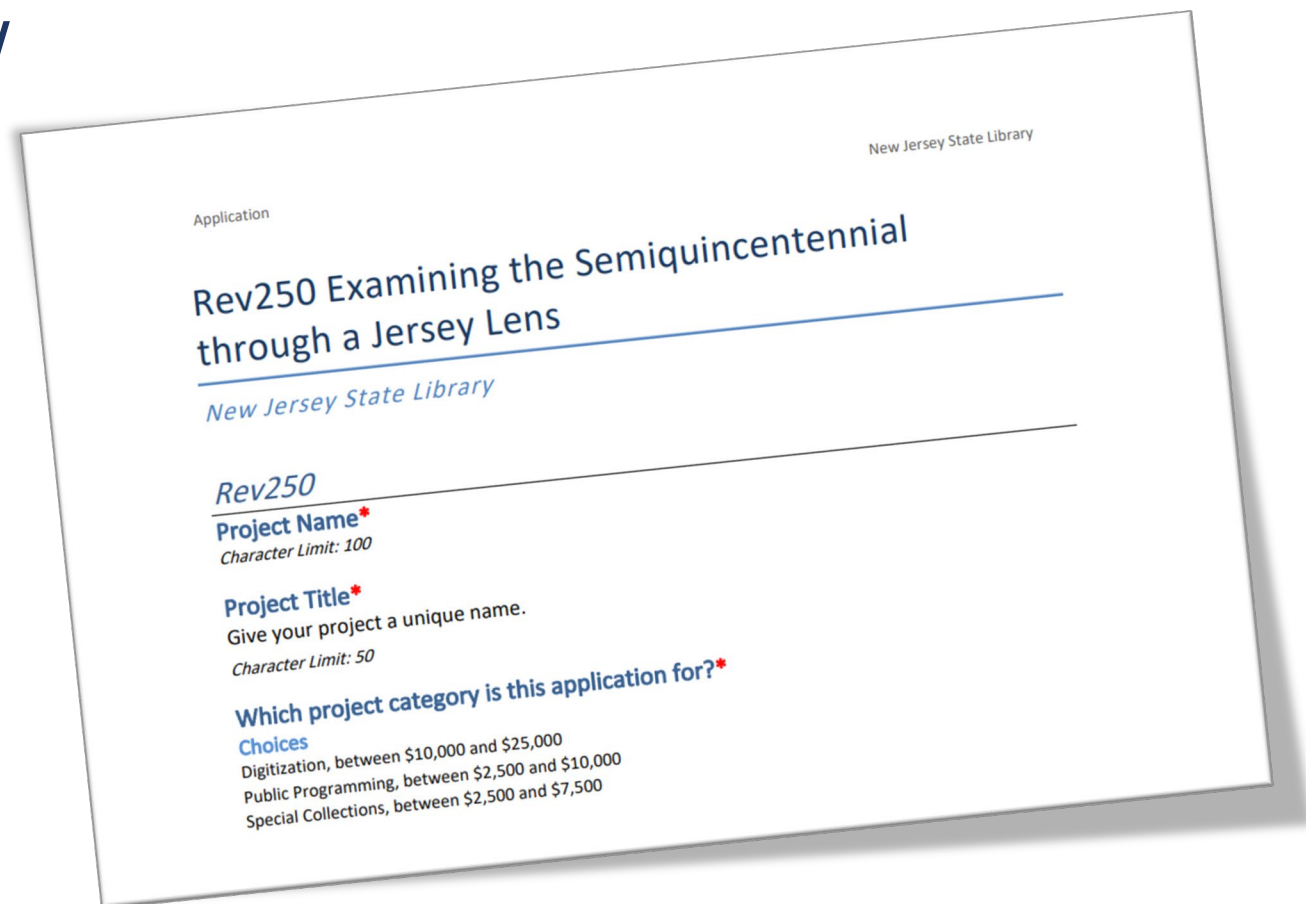 New Jersey State Library
Application
Rev250 Examining the Semiquincentennial
through a Jersey Lens
New Jersey State Library
Rev250
Project Name*
Character Limit: 100
Project Title*
Give your project a unique name.
Character Limit: 50
Which project category is this application for?*
Choices
Digitization, between $10,000 and $25,000
Public Programming, between $2,500 and $10,000
Special Collections, between $2,500 and $7,500